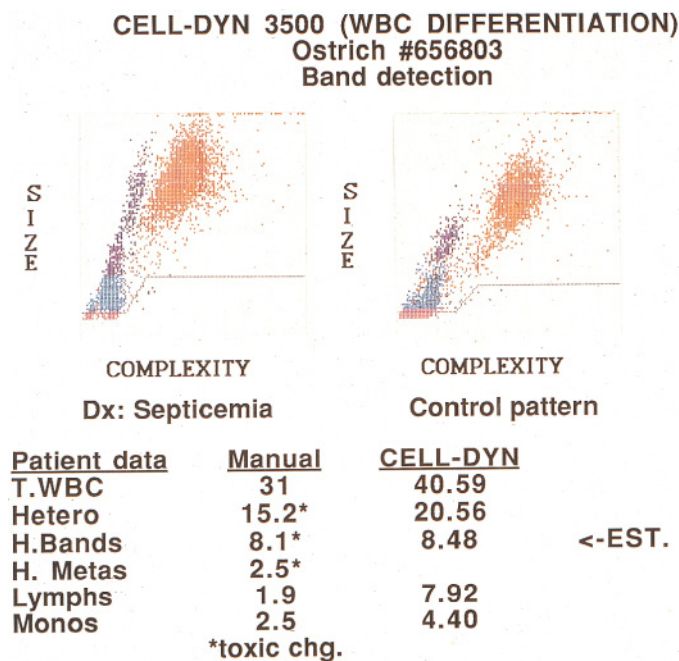 CELL-DYN 3500 (WBC DIFFERENTIATION)
Ostrich #656803
Band detection
SIZE
SIZE
COMPLEXITY
COMPLEXITY
Dx: Septicemia
Control pattern
Patient data Manual CELL-DYN
T.WBC 31 40.59
Hetero 15.2* 20.56
H.Bands 8.1* 8.48 <-EST.
H. Metas 2.5*
Lymphs 1.9 7.92
Monos 2.5 4.40
*toxic chg.